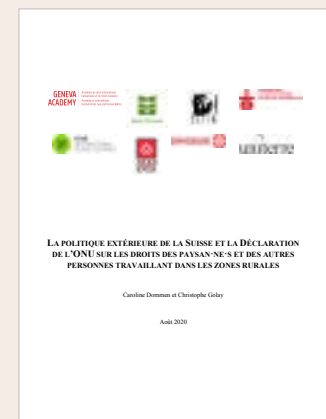 GENEVA
ACADEMY
LA POLITIQUE EXTÉRIEURE DE LA SUISSE ET LA DÉCLARATION
DE L'ONU SUR LES DROITS DES PAYSAN·NE·S ET DES AUTRES
PERSONNES TRAVAILLANT DANS LES ZONES RURALES
Caroline Dommen et Christophe Golay
Août 2020